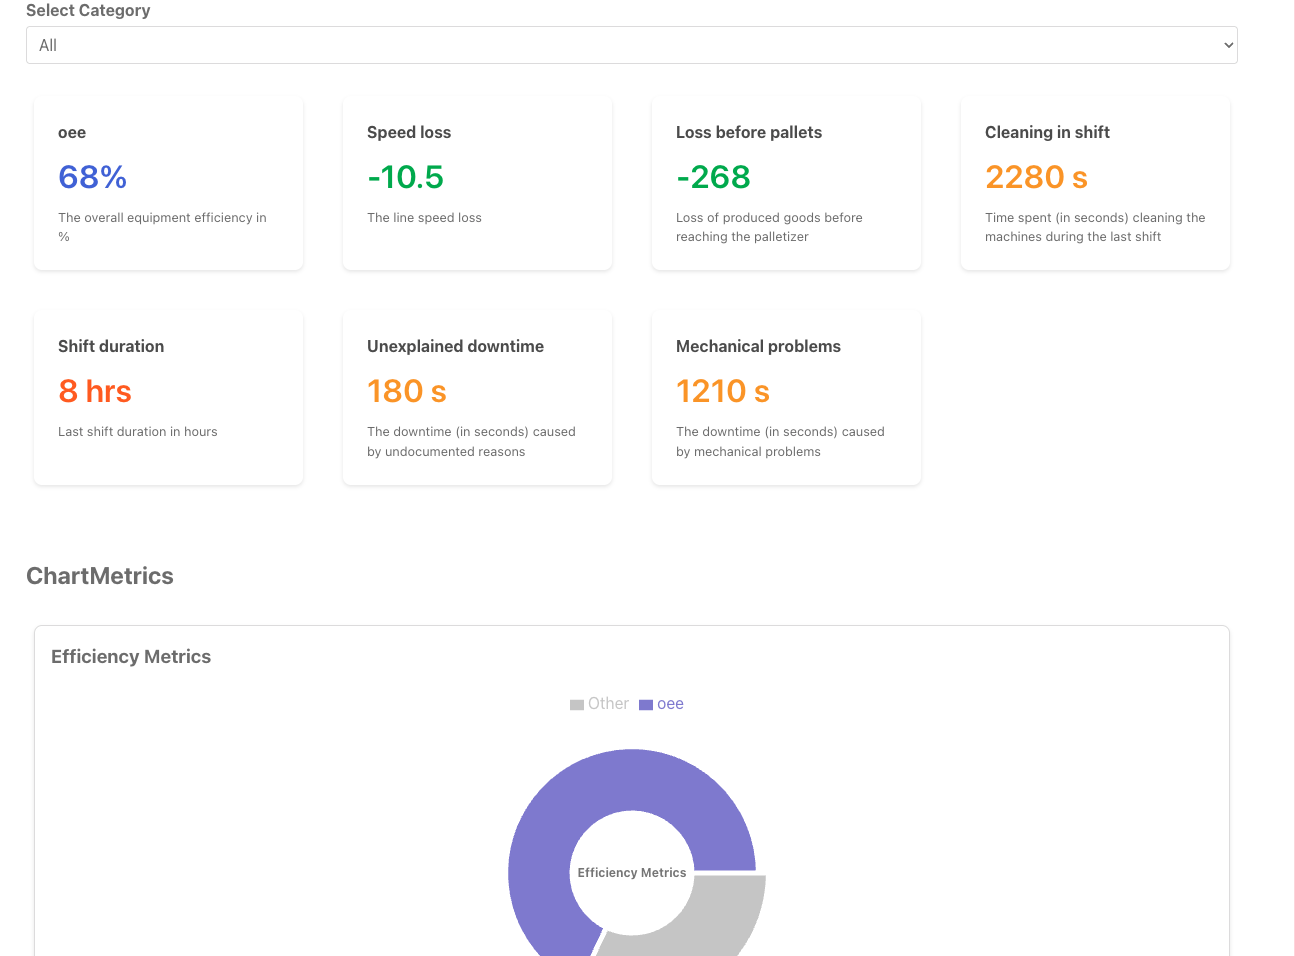 Select Category
All
oee
68%
The overall equipment efficiency in
%
Speed loss
-10.5
The line speed loss
Loss before pallets
-268
Loss of produced goods before
reaching the palletizer
Cleaning in shift
2280 s
Time spent (in seconds) cleaning the
machines during the last shift
Shift duration
8 hrs
Last shift duration in hours
Unexplained downtime
180 s
The downtime (in seconds) caused
by undocumented reasons
Mechanical problems
1210 s
The downtime (in seconds) caused
by mechanical problems
ChartMetrics
Efficiency Metrics
Other oee
Efficiency Metrics